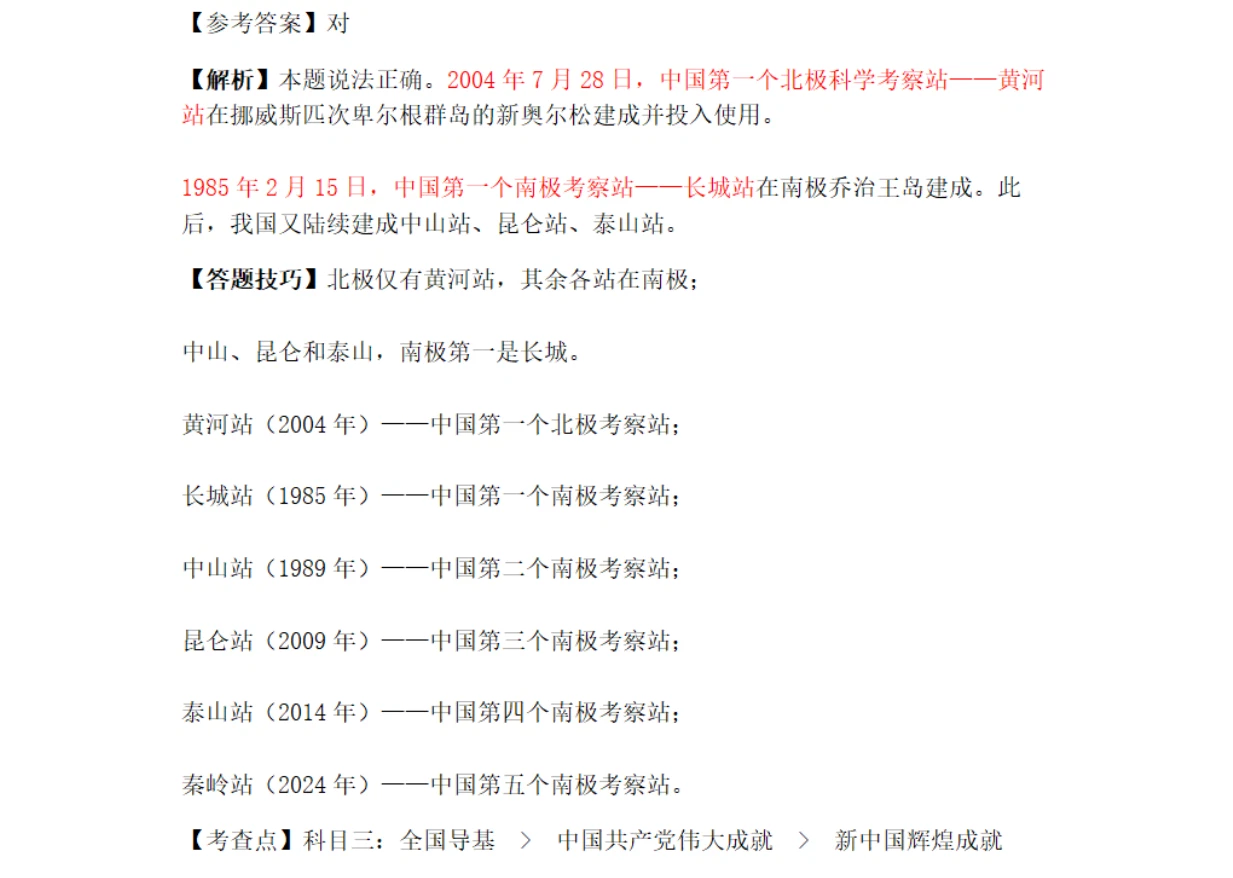 【参考答案】对
【解析】本题说法正确。2004 年 7 月 28 日，中国第一个北极科学考察站——黄河
站在挪威斯匹次卑尔根群岛的新奥尔松建成并投入使用。
1985 年 2 月 15 日，中国第一个南极考察站——长城站在南极乔治王岛建成。此
后，我国又陆续建成中山站、昆仑站、泰山站。
【答题技巧】北极仅有黄河站，其余各站在南极；
中山、昆仑和泰山，南极第一是长城。
黄河站（2004 年）——中国第一个北极考察站；
长城站（1985 年）——中国第一个南极考察站；
中山站（1989 年）——中国第二个南极考察站；
昆仑站（2009 年）——中国第三个南极考察站；
泰山站（2014 年）——中国第四个南极考察站；
秦岭站（2024 年）——中国第五个南极考察站。
【考查点】科目三：全国导基 > 中国共产党伟大成就 > 新中国辉煌成就